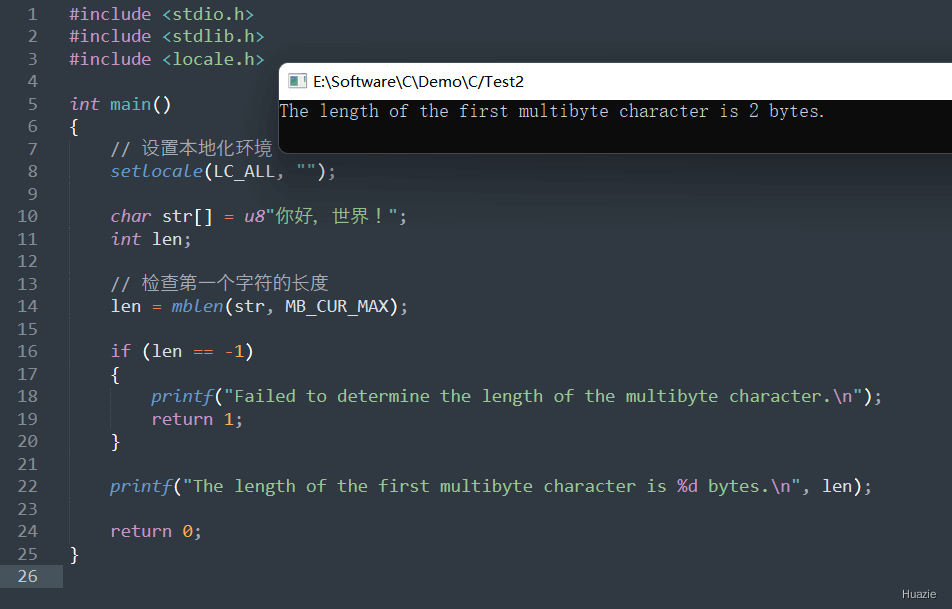 1 #include <stdio.h>
2 #include <stdlib.h>
3 #include <locale.h>
4
5 int main()
6 {
7 // 设置本地化环境
8 setlocale(LC_ALL, "");
9
10 char str[] = u8"你好，世界！";
11 int len;
12
13 // 检查第一个字符的长度
14 len = mblen(str, MB_CUR_MAX);
15
16 if (len == -1)
17 {
18 printf("Failed to determine the length of the multibyte character.\n");
19 return 1;
20 }
21
22 printf("The length of the first multibyte character is %d bytes.\n", len);
23
24 return 0;
25 }
26
E:\Software\C\Demo\C/Test2
The length of the first multibyte character is 2 bytes.
Huazie